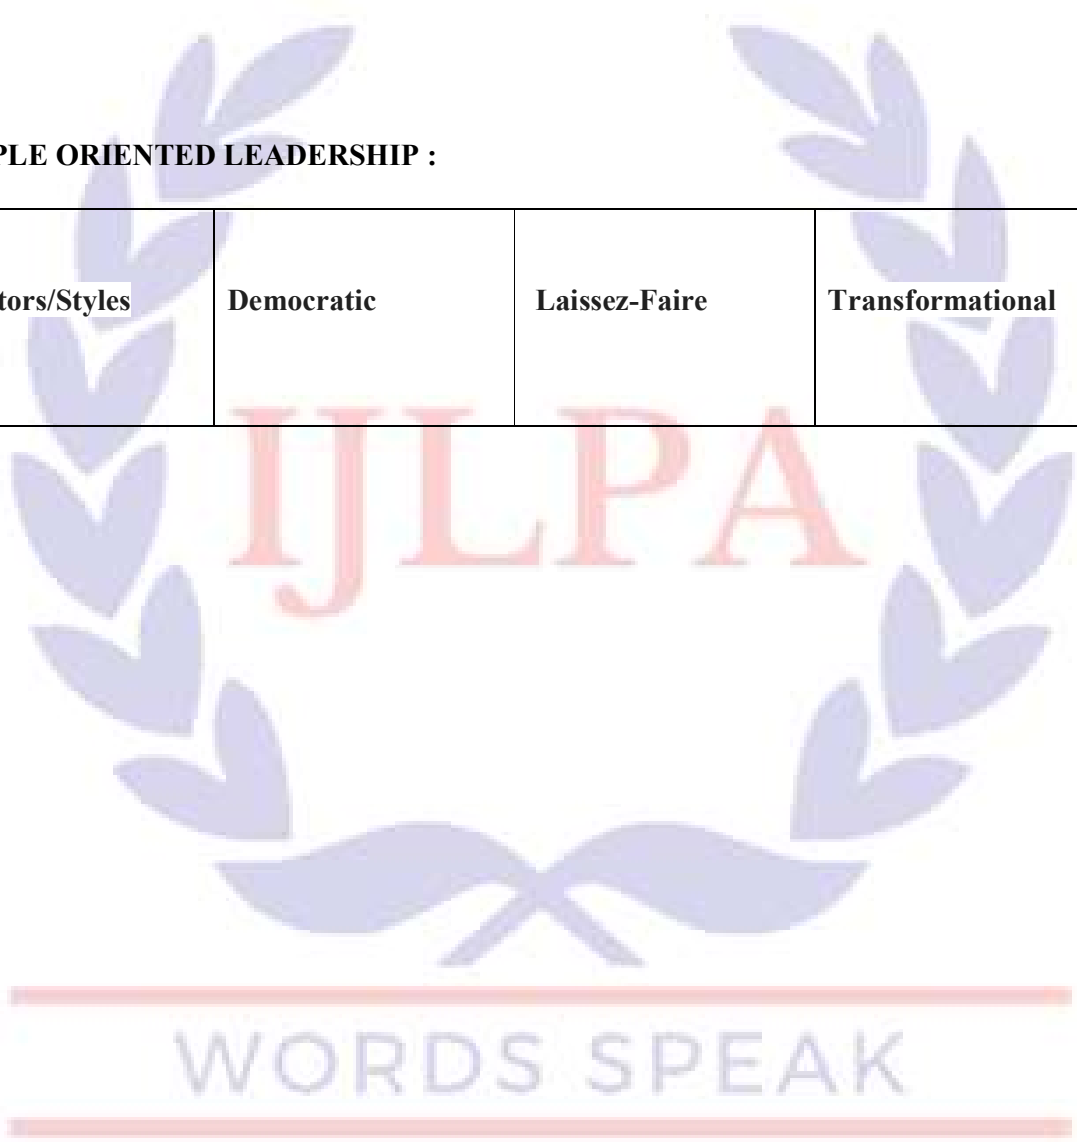 PLE ORIENTED LEADERSHIP :
tors/Styles Democratic Laissez-Faire Transformational
IJLPA
WORDS SPEAK